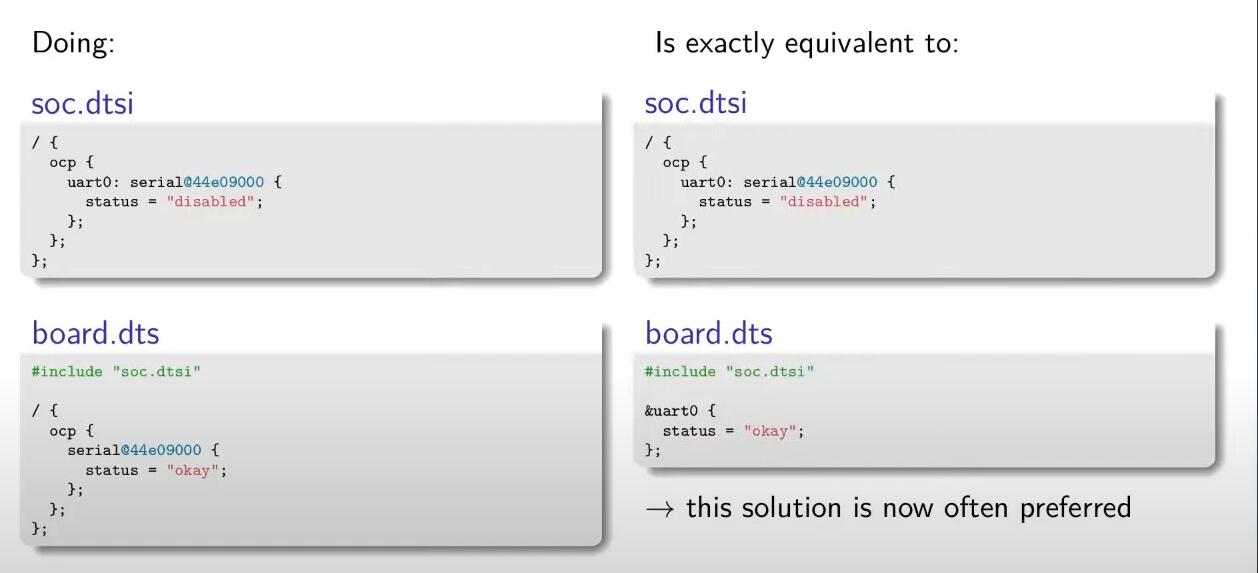 Doing:
soc.dtsi
/ {
  ocp {
    uart0: serial@44e09000 {
      status = "disabled";
    };
  };
};
board.dts
#include "soc.dtsi"

/ {
  ocp {
    serial@44e09000 {
      status = "okay";
    };
  };
};
Is exactly equivalent to:
soc.dtsi
/ {
  ocp {
    uart0: serial@44e09000 {
      status = "disabled";
    };
  };
};
board.dts
#include "soc.dtsi"

&uart0 {
  status = "okay";
};
→ this solution is now often preferred